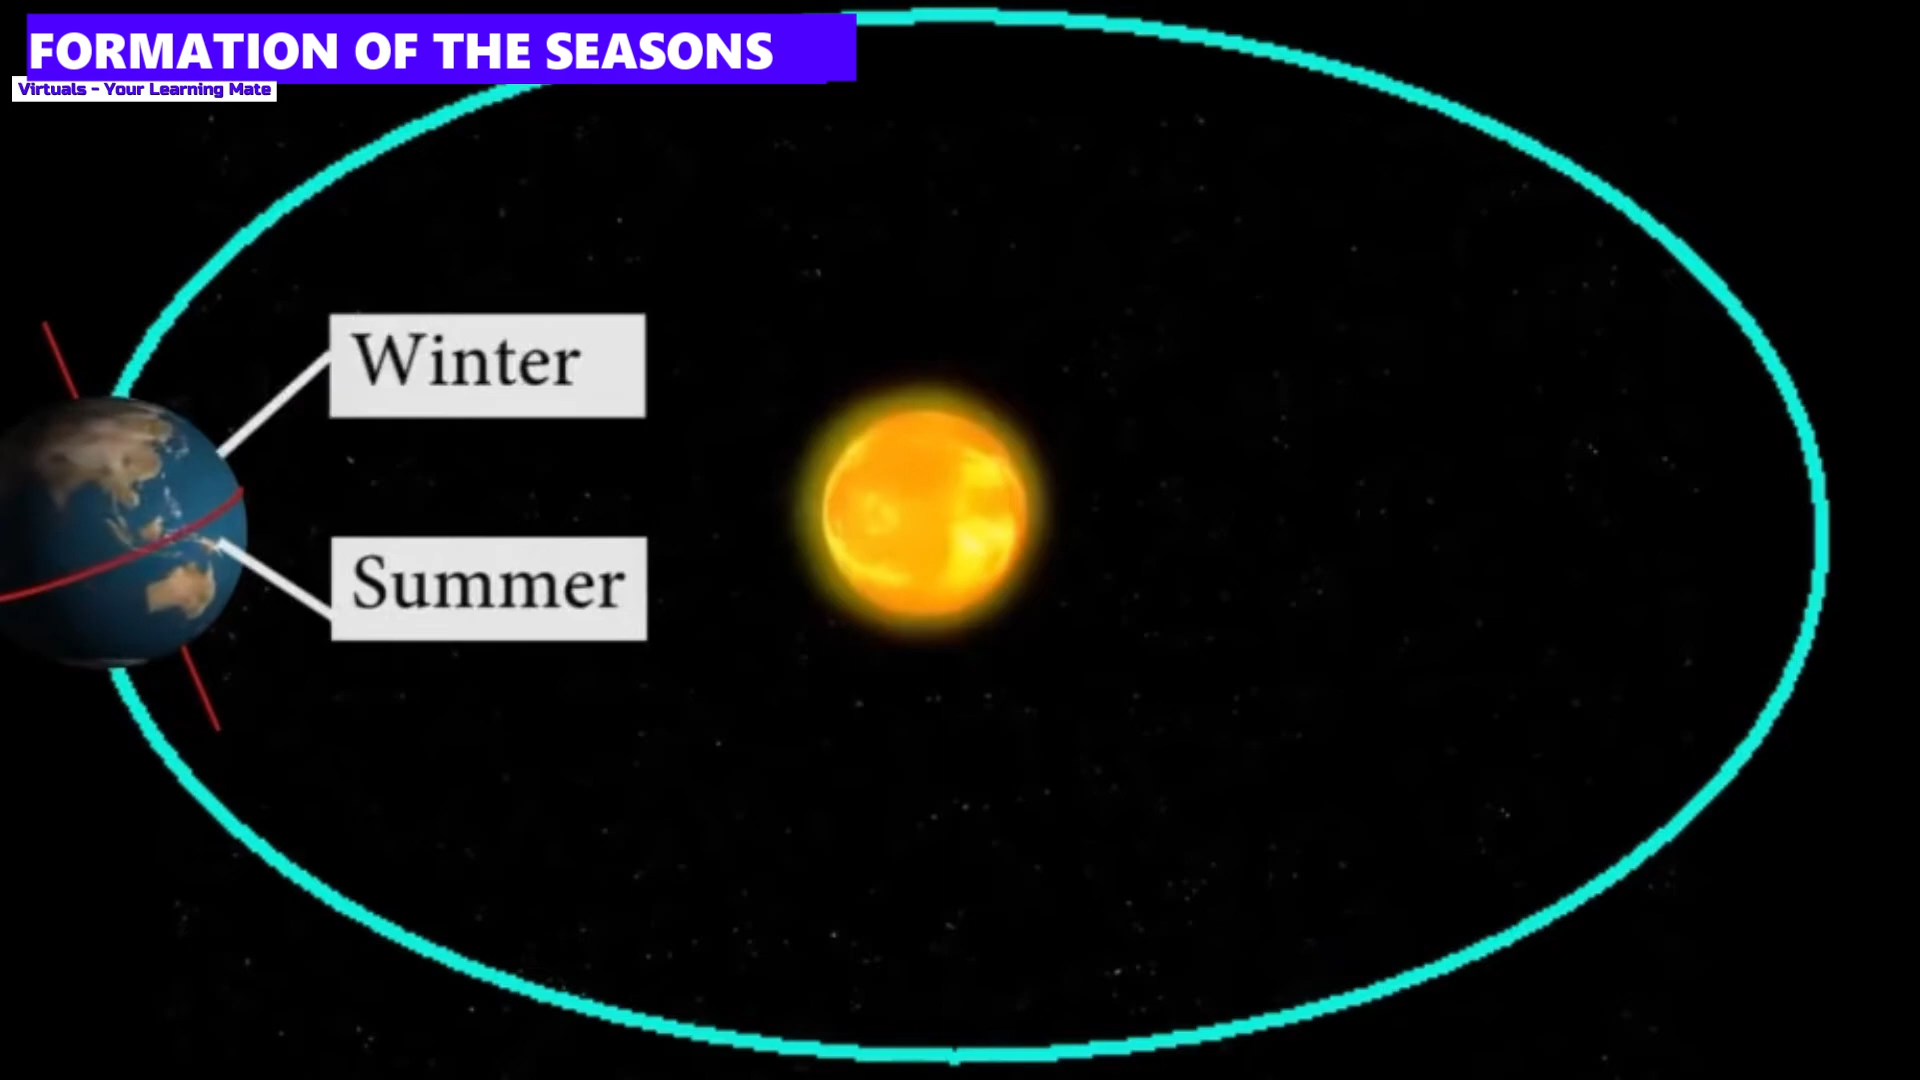 FORMATION OF THE SEASONS
Virtuals - Your Learning Mate
Winter
Summer